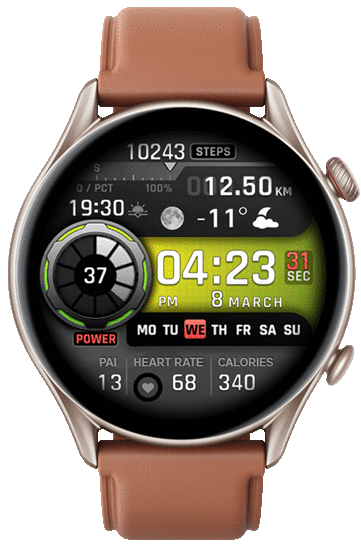 10243 STEPS
S
0 / PCT 100% 0012.50 KM
19:30 -11°
37 04:23 31 SEC
PM 8 MARCH
MO TU WE TH FR SA SU
POWER
PAI HEART RATE CALORIES
13 68 340